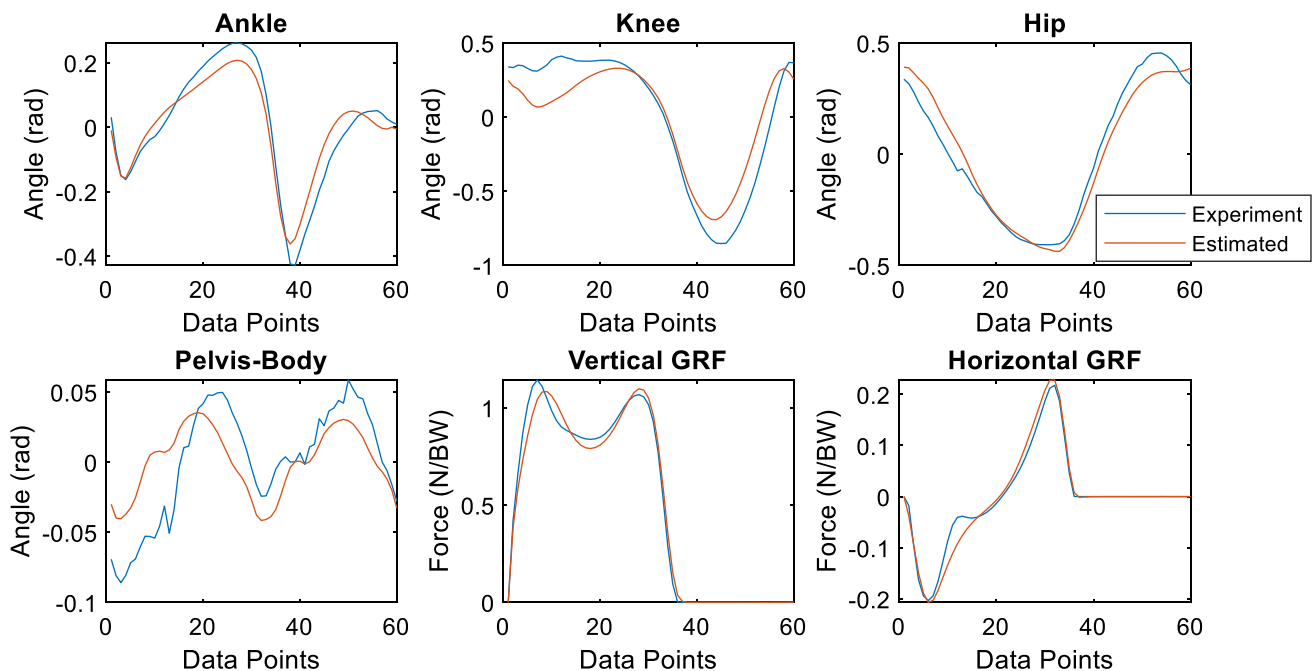 Ankle
0.2
0
-0.2
-0.4
Angle (rad)
0 20 40 60
Data Points
Knee
0.5
0
-0.5
-1
Angle (rad)
0 20 40 60
Data Points
Hip
0.5
0
-0.5
Angle (rad)
0 20 40 60
Data Points
Experiment
Estimated
Pelvis-Body
0.05
0
-0.05
-0.1
Angle (rad)
0 20 40 60
Data Points
Vertical GRF
1
0.5
0
Force (N/BW)
0 20 40 60
Data Points
Horizontal GRF
0.2
0.1
0
-0.1
-0.2
Force (N/BW)
0 20 40 60
Data Points